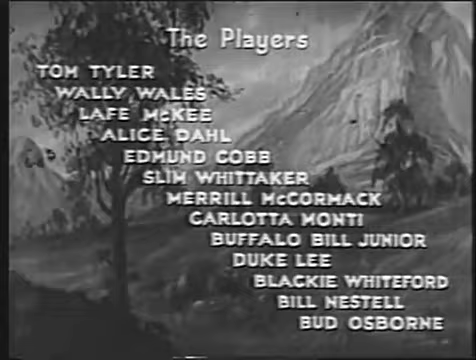 The Players
TOM TYLER
WALLY WALES
LAFE McKEE
ALICE DAHL
EDMUND COBB
SLIM WHITTAKER
MERRILL McCORMACK
CARLOTTA MONTI
BUFFALO BILL JUNIOR
DUKE LEE
BLACKIE WHITEFORD
BILL NESTELL
BUD OSBORNE